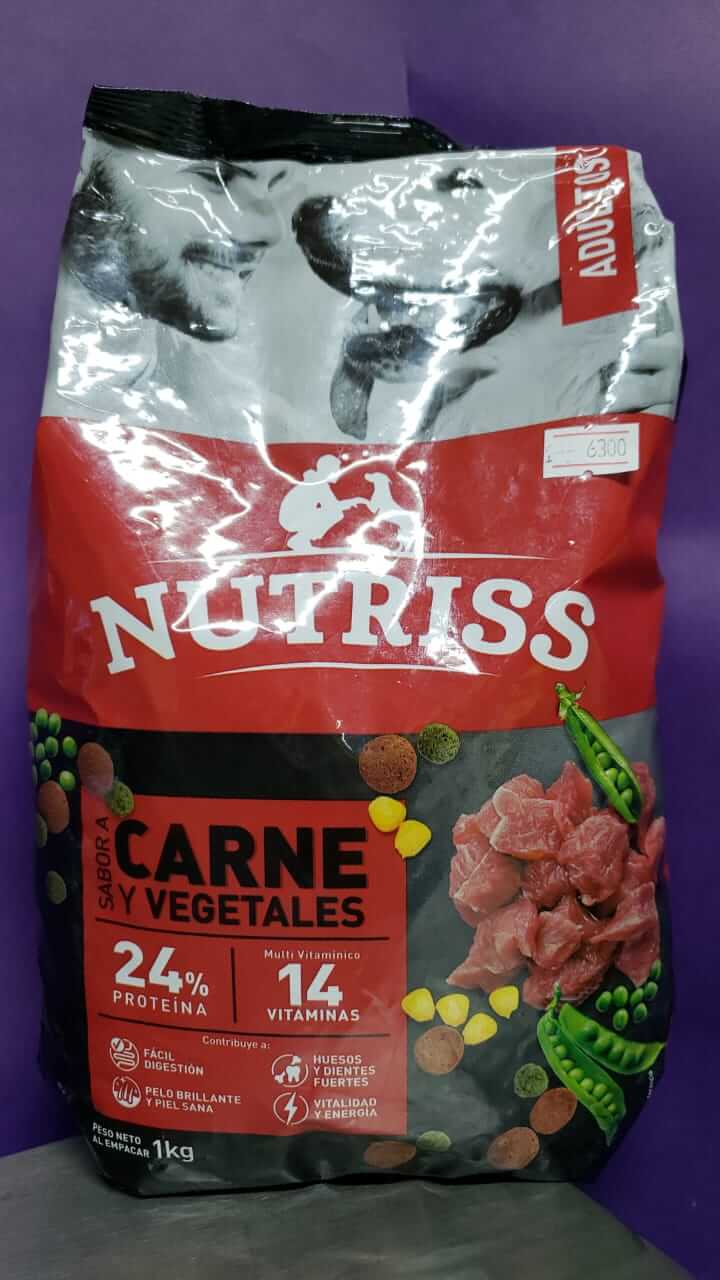 ADULTOS
6300
NUTRISS
SABOR A
CARNE
Y VEGETALES
24%
PROTEÍNA
Multi Vitamínico
14
VITAMINAS
Contribuye a:
FÁCIL
DIGESTIÓN
HUESOS
Y DIENTES
FUERTES
PELO BRILLANTE
Y PIEL SANA
VITALIDAD
Y ENERGÍA
PESO NETO
AL EMPACAR 1kg